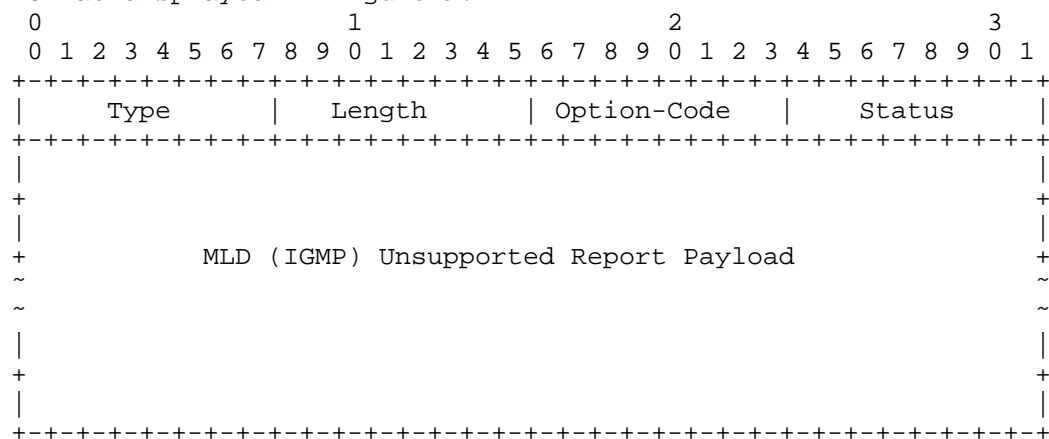 0                   1                   2                   3
 0 1 2 3 4 5 6 7 8 9 0 1 2 3 4 5 6 7 8 9 0 1 2 3 4 5 6 7 8 9 0 1
+-+-+-+-+-+-+-+-+-+-+-+-+-+-+-+-+-+-+-+-+-+-+-+-+-+-+-+-+-+-+-+-+
|     Type      |   Length      | Option-Code   |    Status     |
+-+-+-+-+-+-+-+-+-+-+-+-+-+-+-+-+-+-+-+-+-+-+-+-+-+-+-+-+-+-+-+-+
|                                                               |
+                                                               +
|                                                               |
+           MLD (IGMP) Unsupported Report Payload               +
~                                                               ~
~                                                               ~
|                                                               |
+                                                               +
|                                                               |
+-+-+-+-+-+-+-+-+-+-+-+-+-+-+-+-+-+-+-+-+-+-+-+-+-+-+-+-+-+-+-+-+